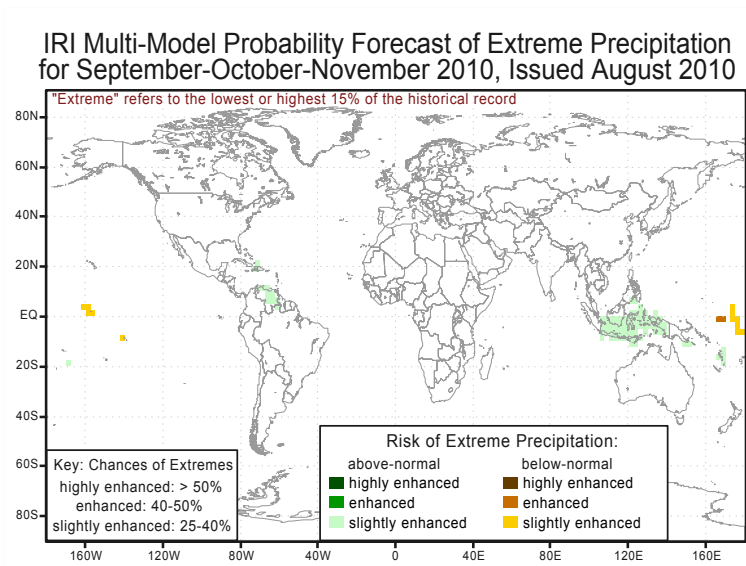 IRI Multi-Model Probability Forecast of Extreme Precipitation
for September-October-November 2010, Issued August 2010
"Extreme" refers to the lowest or highest 15% of the historical record
80N
60N
40N
20N
EQ
20S
40S
60S
80S
Key: Chances of Extremes
highly enhanced: > 50%
enhanced: 40-50%
slightly enhanced: 25-40%
Risk of Extreme Precipitation:
above-normal below-normal
highly enhanced highly enhanced
enhanced enhanced
slightly enhanced slightly enhanced
160W 120W 80W 40W 0 40E 80E 120E 160E